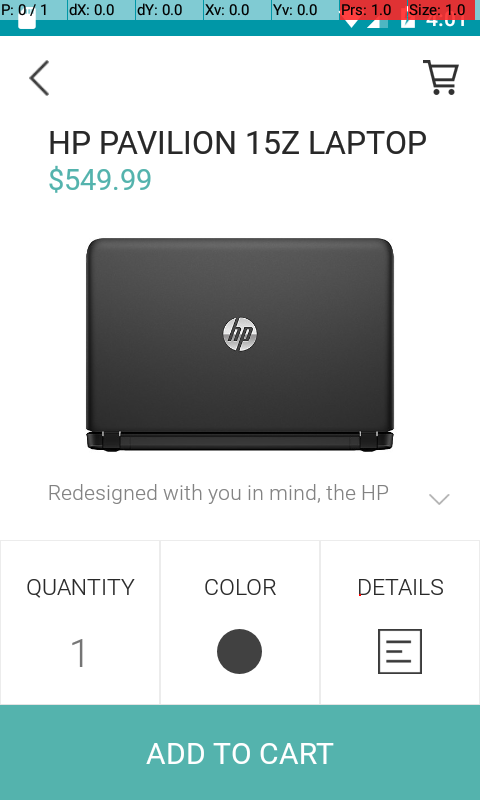 P: 0 / 1 dX: 0.0 dY: 0.0 Xv: 0.0 Yv: 0.0 Prs: 1.0 Size: 1.0
4:01
HP PAVILION 15Z LAPTOP
$549.99
hp
Redesigned with you in mind, the HP
QUANTITY COLOR DETAILS
1
ADD TO CART